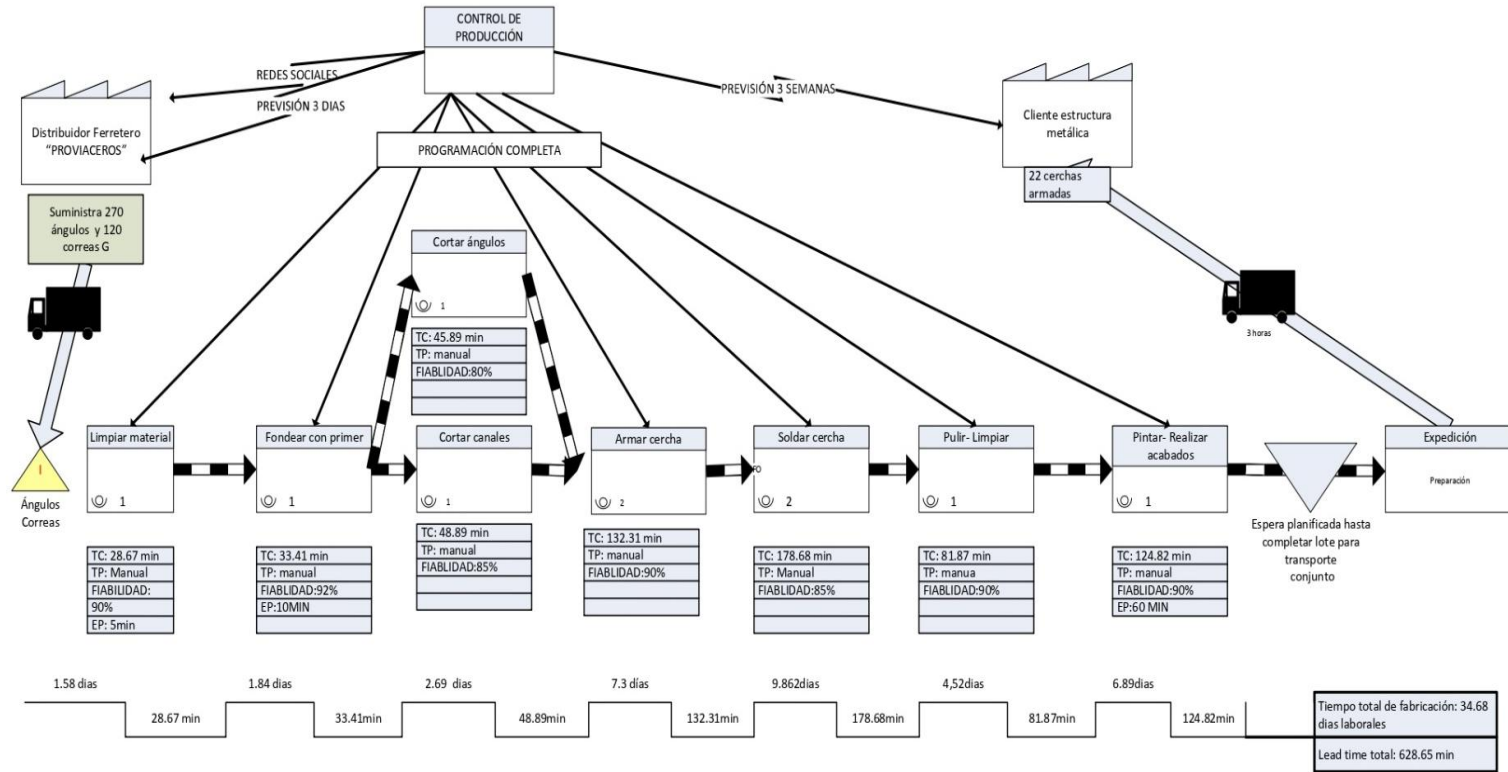 CONTROL DE
PRODUCCIÓN
REDES SOCIALES
PREVISIÓN 3 DIAS
PREVISIÓN 3 SEMANAS
Distribuidor Ferretero
“PROVIACEROS”
PROGRAMACIÓN COMPLETA
Cliente estructura
metálica
22 cerchas
armadas
Suministra 270
ángulos y 120
correas G
3 horas
Cortar ángulos
1
TC: 45.89 min
TP: manual
FIABLIDAD:80%
I
Ángulos
Correas
Limpiar material
1
TC: 28.67 min
TP: Manual
FIABILIDAD:
90%
EP: 5min
Fondear con primer
1
TC: 33.41 min
TP: manual
FIABLIDAD:92%
EP:10MIN
Cortar canales
1
TC: 48.89 min
TP: manual
FIABLIDAD:85%
Armar cercha
2
TC: 132.31 min
TP: manual
FIABLIDAD:90%
Soldar cercha
FO
2
TC: 178.68 min
TP: Manual
FIABLIDAD:85%
Pulir- Limpiar
1
TC: 81.87 min
TP: manua
FIABLIDAD:90%
Pintar- Realizar
acabados
1
TC: 124.82 min
TP: manual
FIABLIDAD:90%
EP:60 MIN
Espera planificada hasta
completar lote para
transporte
conjunto
Expedición
Preparación
1.58 dias
28.67 min
1.84 dias
33.41min
2.69 dias
48.89min
7.3 días
132.31min
9.862dias
178.68min
4,52dias
81.87min
6.89dias
124.82min
Tiempo total de fabricación: 34.68
dias laborales
Lead time total: 628.65 min